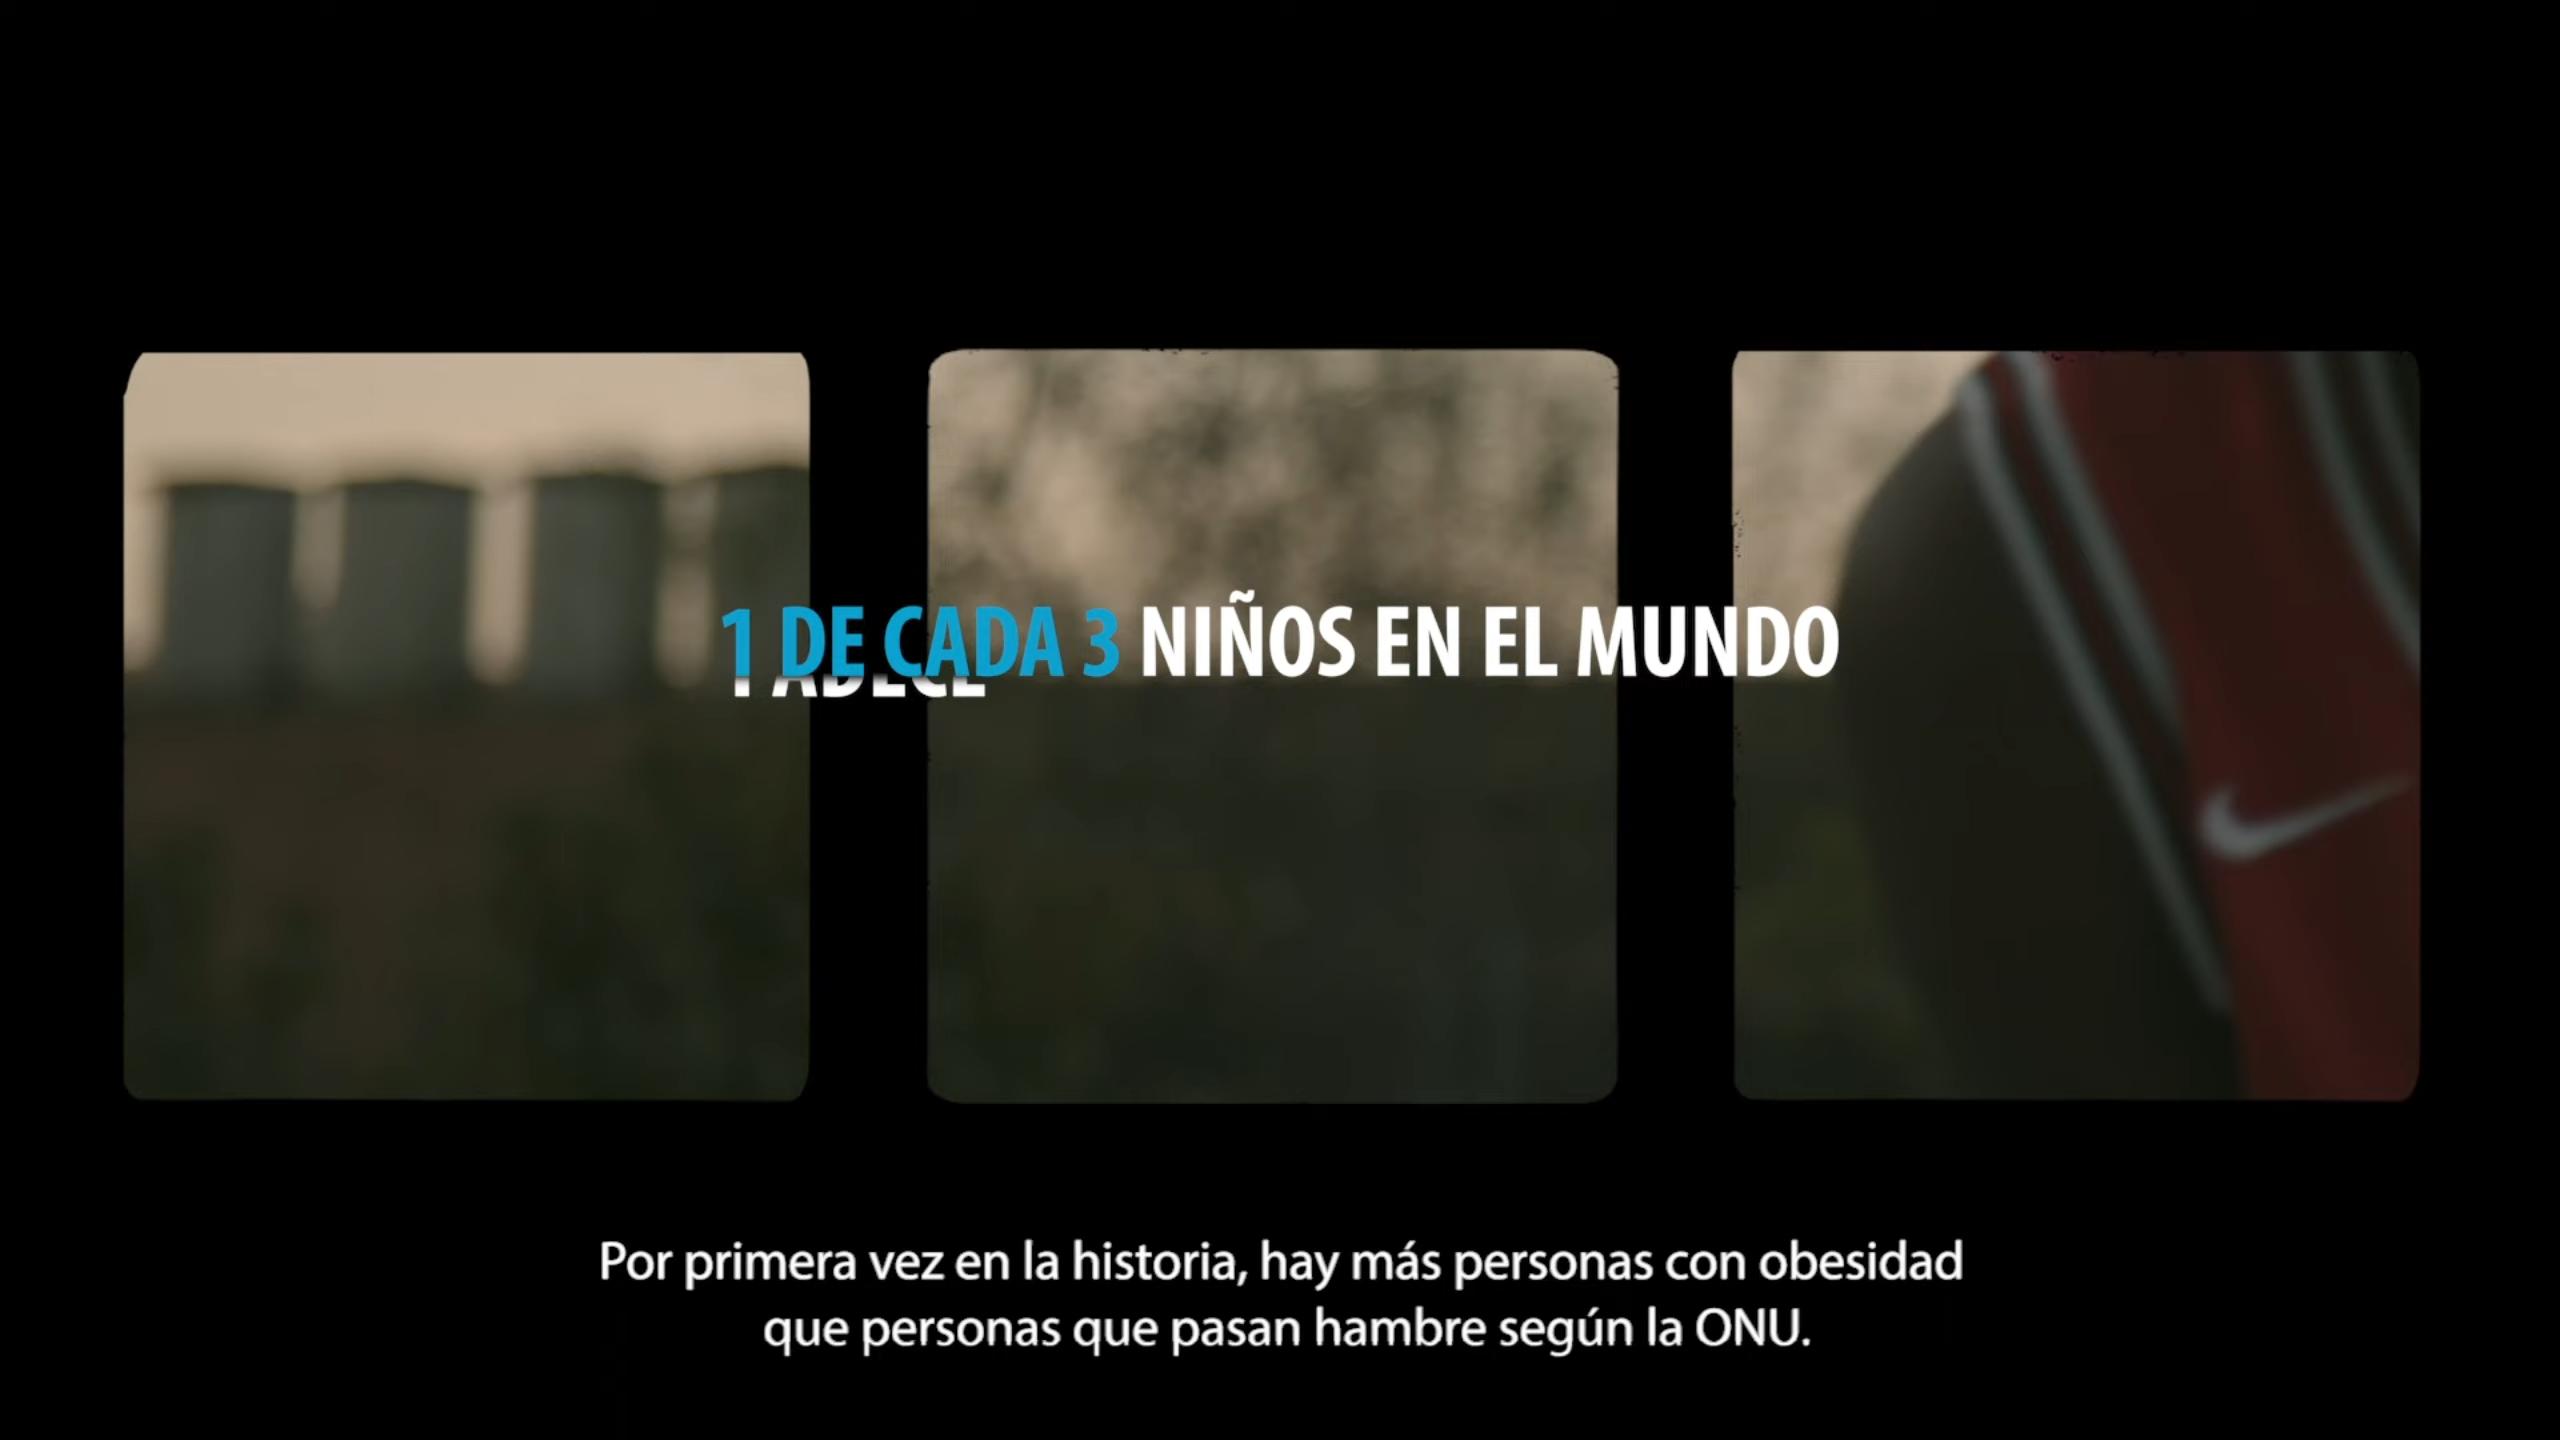 1 DE CADA 3 NIÑOS EN EL MUNDO
Por primera vez en la historia, hay más personas con obesidad
que personas que pasan hambre según la ONU.